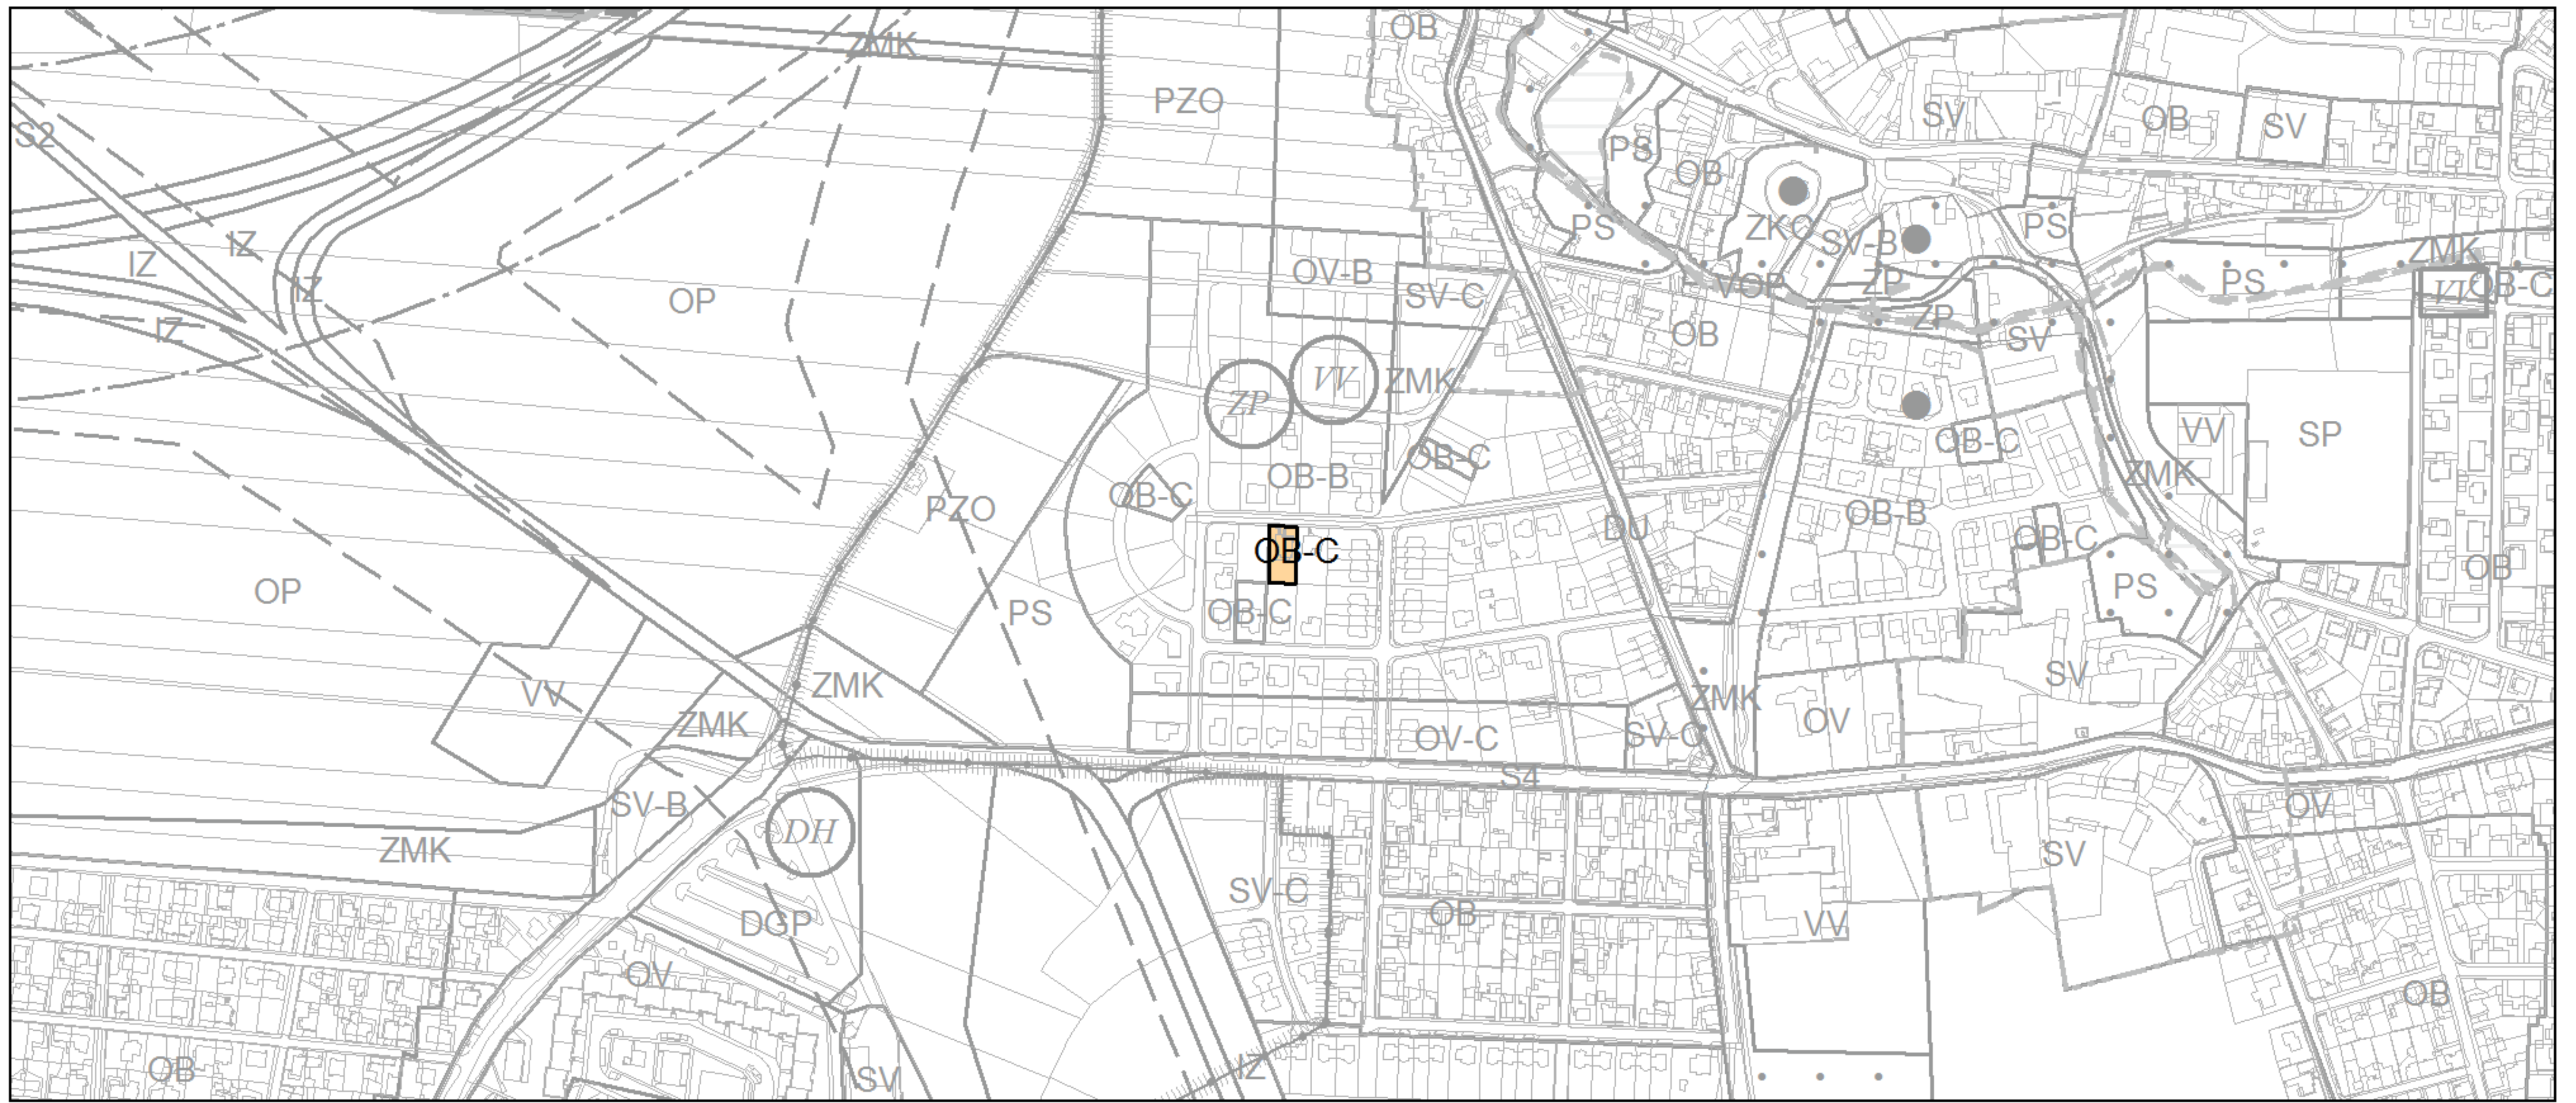 OB
ZMK
PZO
SV
OB
SV
S2
PS
OB
PS
ZKC
SV-B
PS
ZMK
IZ
IZ
IZ
IZ
OP
OV-B
SV-C
VOP
ZP
ZP
PS
OB-C
OB
SV
ZP
VV
ZMK
VV
SP
OB-C
OB-C
OB-C
OB-B
ZMK
PZO
OB-B
DU
OB-C
OB-C
OB
PS
OP
PS
OB-C
VV
ZMK
ZMK
ZMK
SV
OV-C
SV-C
OV
S4
SV-B
DH
OV
ZMK
SV
SV-C
OB
VV
DGP
OV
OB
OB
SV
IZ